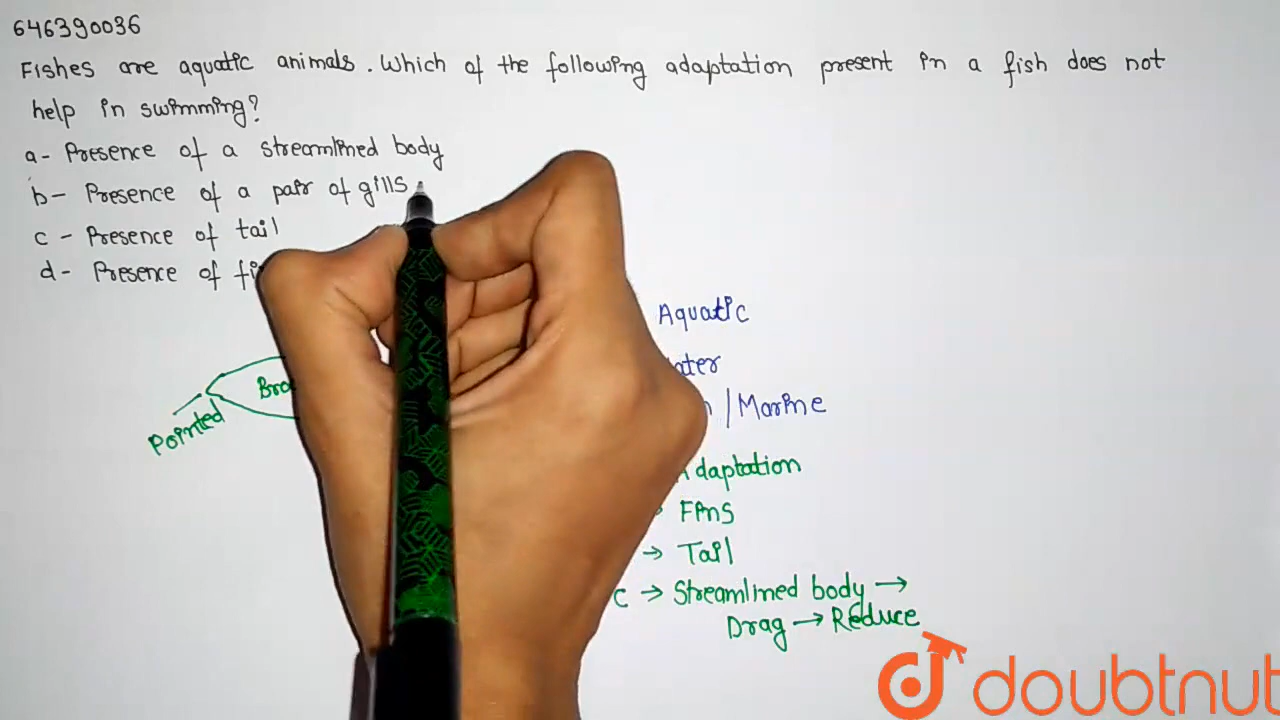 646390036
Fishes are aquatic animals. Which of the following adaptation present in a fish does not
help in swimming?
a- Presence of a streamlined body
b- Presence of a pair of gills
c - Presence of tail
d- Presence of
Aquatic
Pointed
/ Marine
Adaptation
→ Fins
→ Tail
c → Streamlined body →
Drag → Reduce
doubtnut